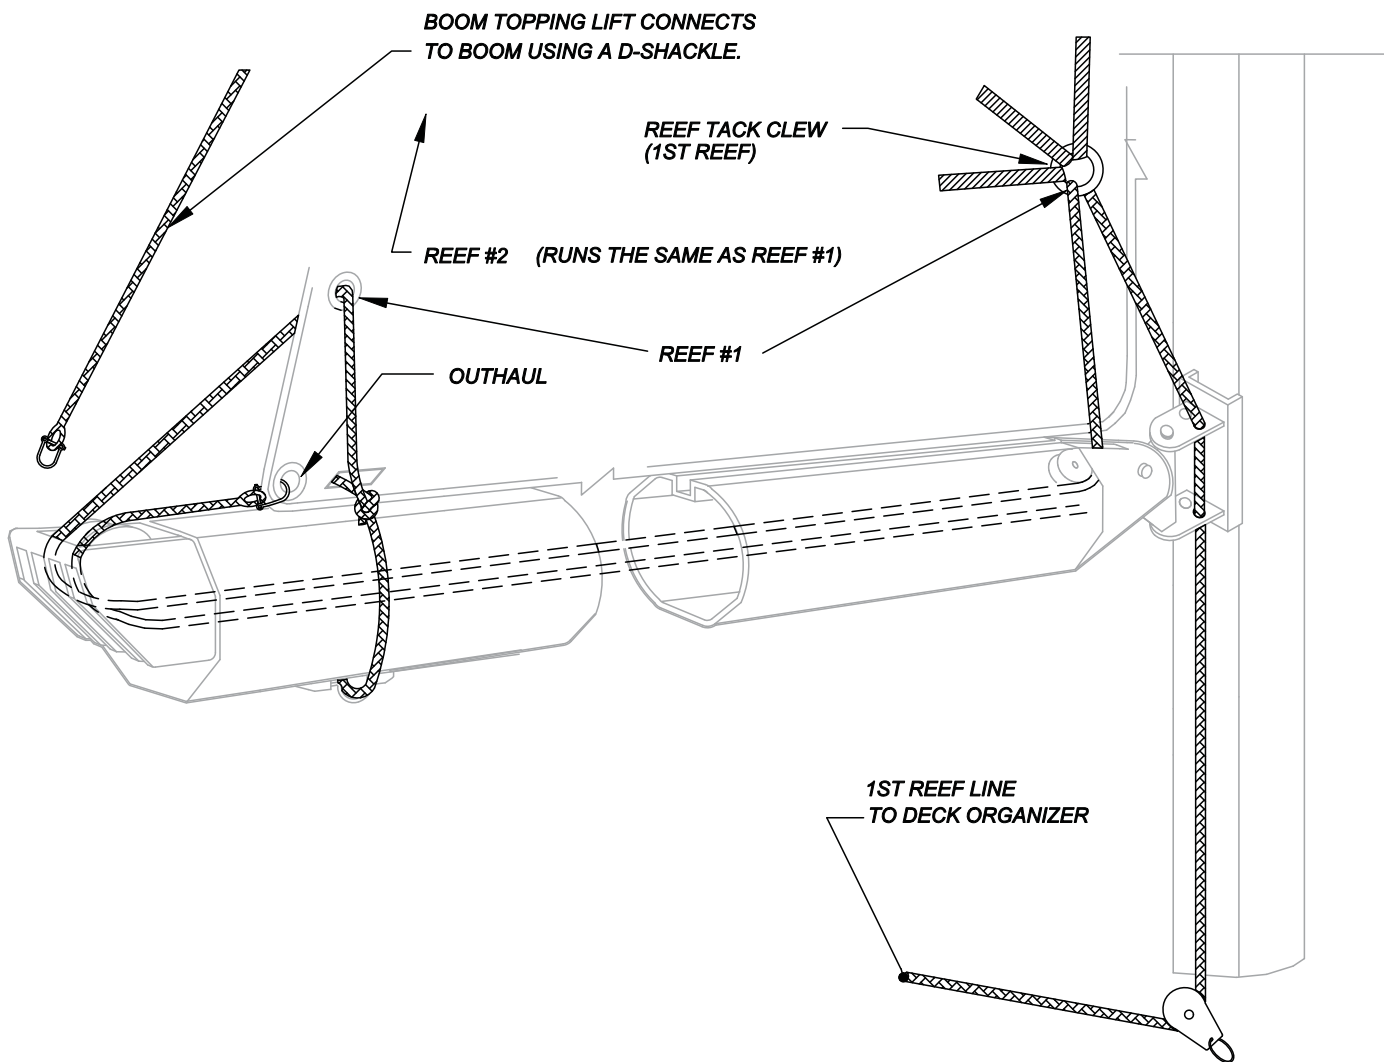 BOOM TOPPING LIFT CONNECTS
TO BOOM USING A D-SHACKLE.
REEF TACK CLEW
(1ST REEF)
REEF #2 (RUNS THE SAME AS REEF #1)
REEF #1
OUTHAUL
1ST REEF LINE
TO DECK ORGANIZER